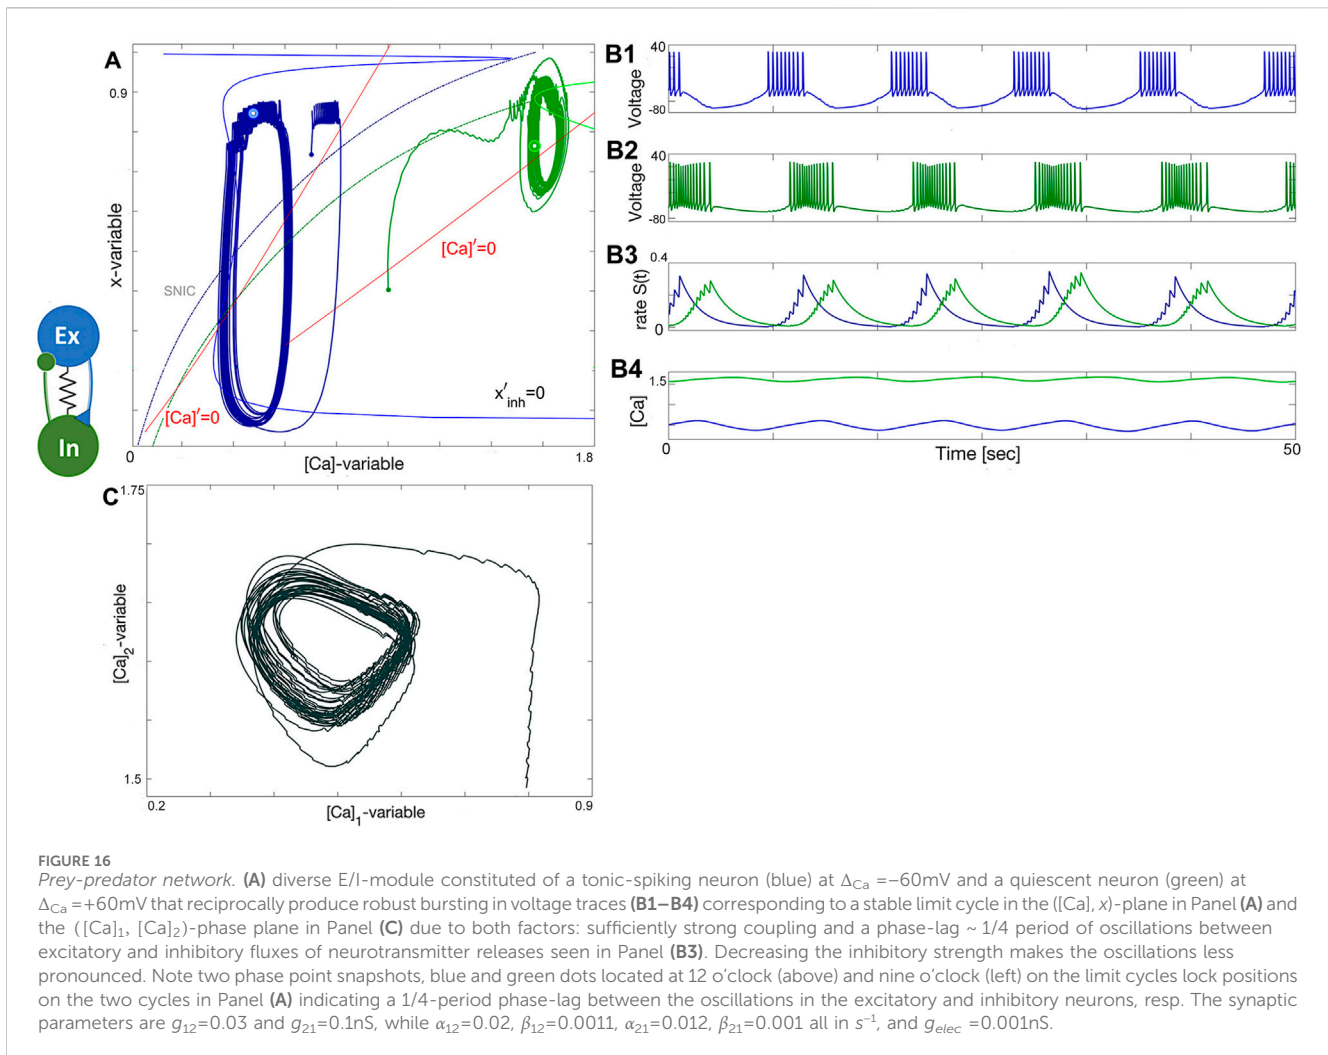 A
0.9
x-variable
SNIC
[Ca]'=0
[Ca]'=0
x'inh=0
[Ca]-variable
1.8
Ex
In
B1
40
-80
Voltage
B2
40
-80
Voltage
B3
0.4
0
rate S(t)
B4
1.5
[Ca]
0
Time [sec]
50
C
1.75
[Ca]2-variable
1.5
0.2
[Ca]1-variable
0.9
FIGURE 16
Prey-predator network. (A) diverse E/I-module constituted of a tonic-spiking neuron (blue) at ΔCa =−60mV and a quiescent neuron (green) at
ΔCa =+60mV that reciprocally produce robust bursting in voltage traces (B1–B4) corresponding to a stable limit cycle in the ([Ca], x)-plane in Panel (A) and
the ([Ca]1, [Ca]2)-phase plane in Panel (C) due to both factors: sufficiently strong coupling and a phase-lag ~ 1/4 period of oscillations between
excitatory and inhibitory fluxes of neurotransmitter releases seen in Panel (B3). Decreasing the inhibitory strength makes the oscillations less
pronounced. Note two phase point snapshots, blue and green dots located at 12 o'clock (above) and nine o'clock (left) on the limit cycles lock positions
on the two cycles in Panel (A) indicating a 1/4-period phase-lag between the oscillations in the excitatory and inhibitory neurons, resp. The synaptic
parameters are g12=0.03 and g21=0.1nS, while α12=0.02, β12=0.0011, α21=0.012, β21=0.001 all in s⁻¹, and gelec =0.001nS.